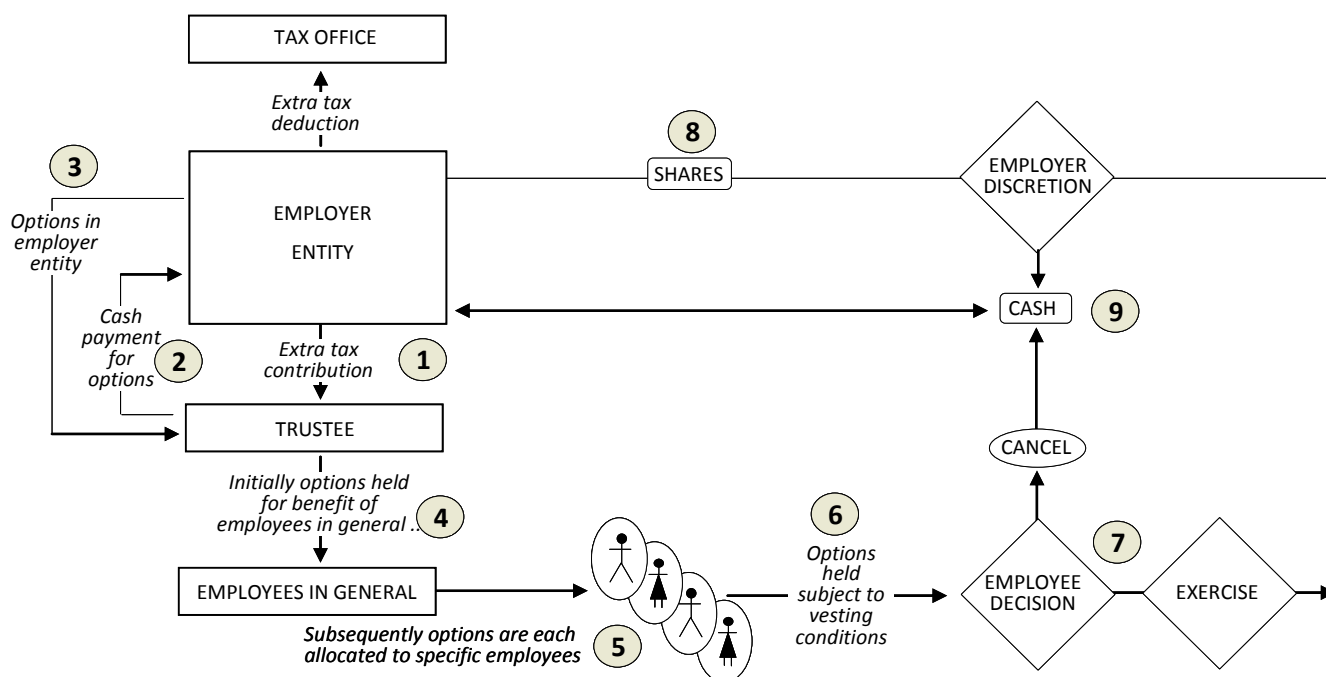 TAX OFFICE
Extra tax
deduction
8
3
SHARES
EMPLOYER
DISCRETION
EMPLOYER
ENTITY
Options in
employer
entity
CASH
9
Cash
payment
for
options
2
Extra tax
contribution
1
TRUSTEE
CANCEL
Initially options held
for benefit of
employees in general ..
4
6
Options
held
subject to
vesting
conditions
7
EMPLOYEES IN GENERAL
EMPLOYEE
DECISION
EXERCISE
Subsequently options are each
allocated to specific employees
5